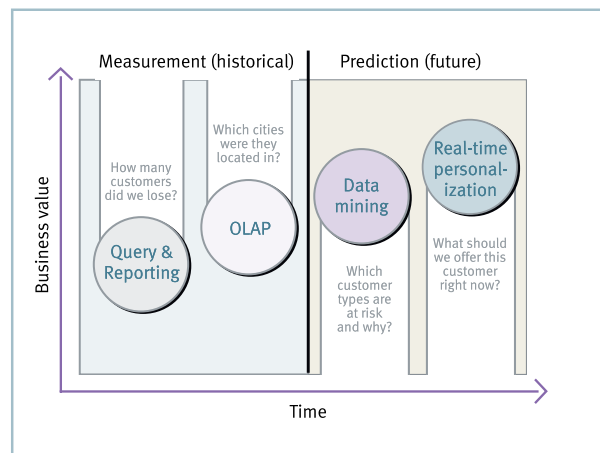 Measurement (historical)
Prediction (future)
Business value
How many
customers
did we lose?
Query &
Reporting
Which cities
were they
located in?
OLAP
Data
mining
Which
customer
types are
at risk
and why?
Real-time
personal-
ization
What should
we offer this
customer
right now?
Time